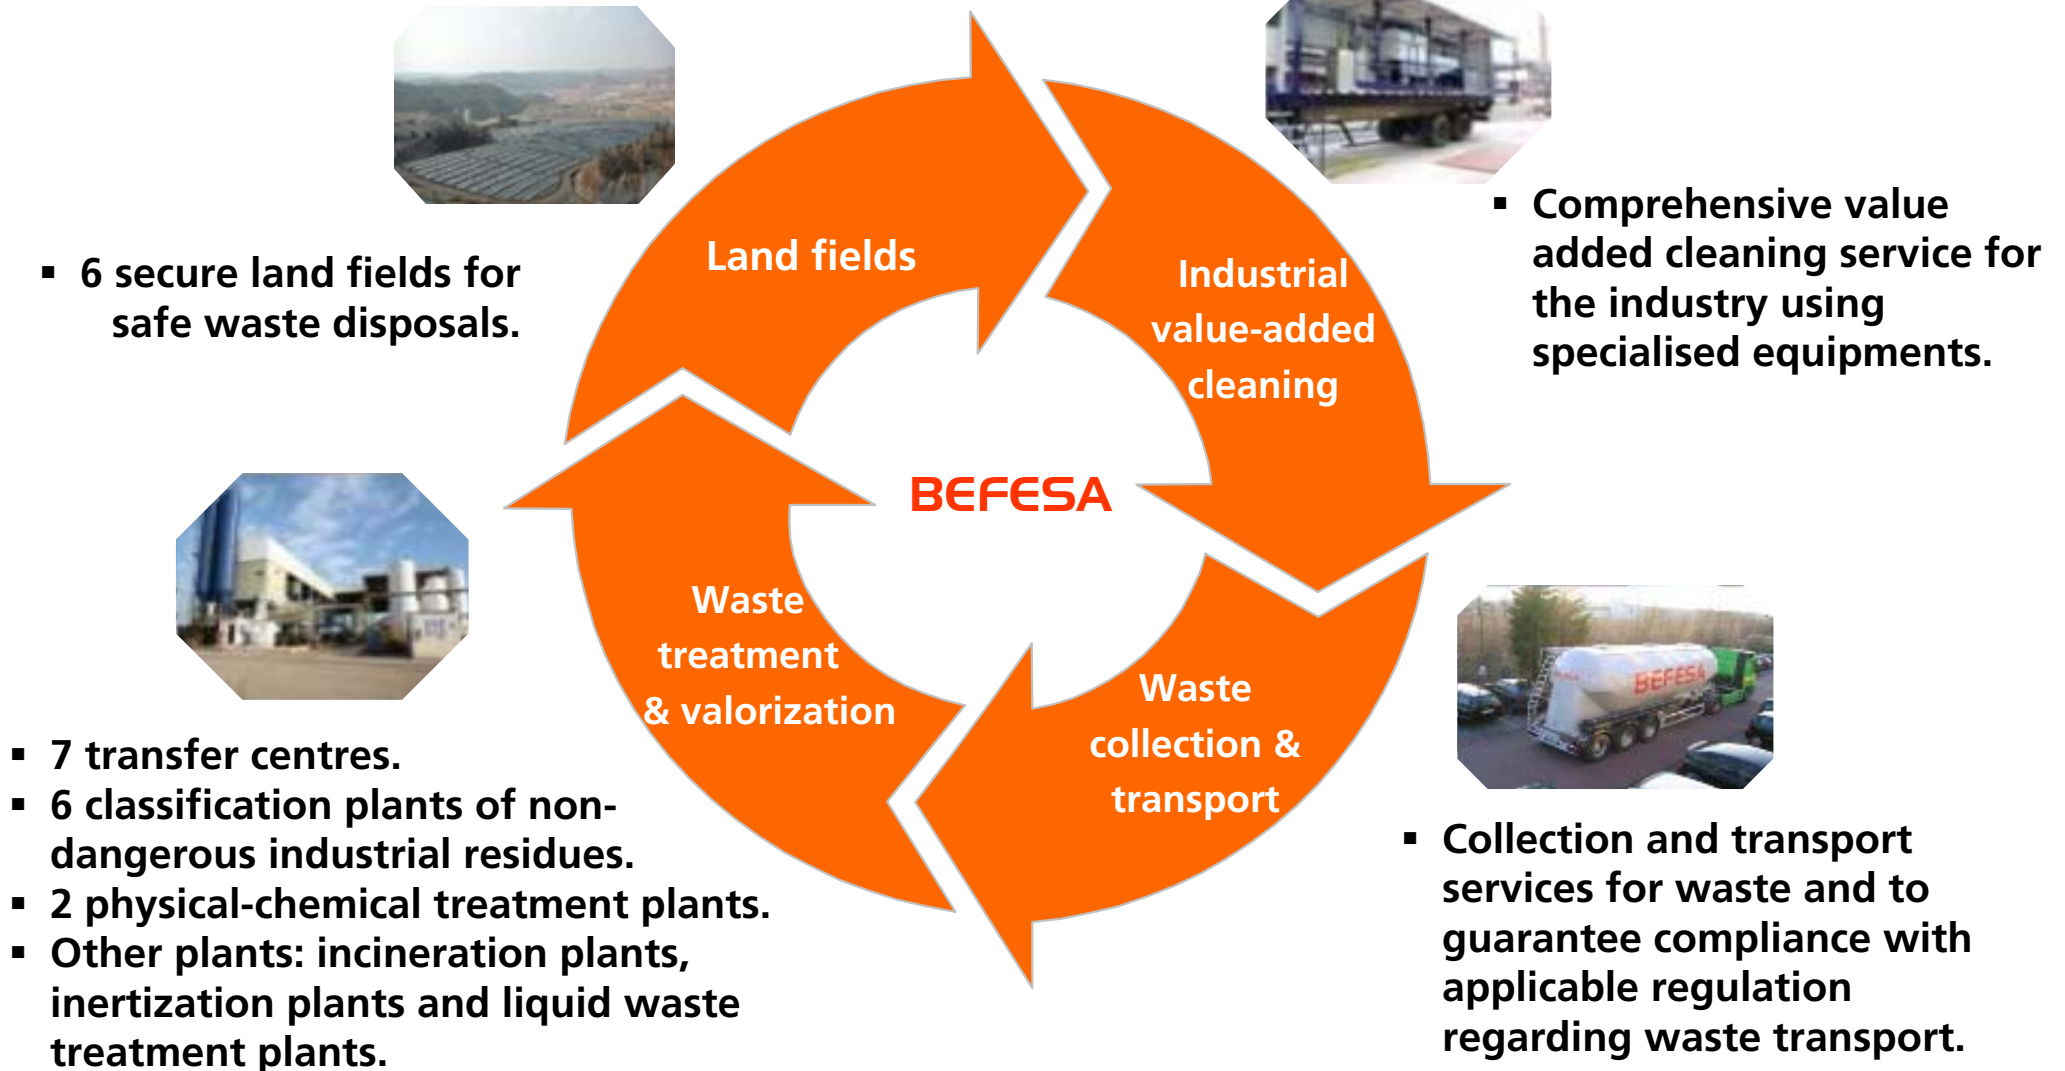 ▪ 6 secure land fields for
safe waste disposals.
Land fields
Industrial
value-added
cleaning
▪ Comprehensive value
added cleaning service for
the industry using
specialised equipments.
BEFESA
Waste
treatment
& valorization
Waste
collection &
transport
BEFESA
▪ 7 transfer centres.
▪ 6 classification plants of non-
dangerous industrial residues.
▪ 2 physical-chemical treatment plants.
▪ Other plants: incineration plants,
inertization plants and liquid waste
treatment plants.
▪ Collection and transport
services for waste and to
guarantee compliance with
applicable regulation
regarding waste transport.